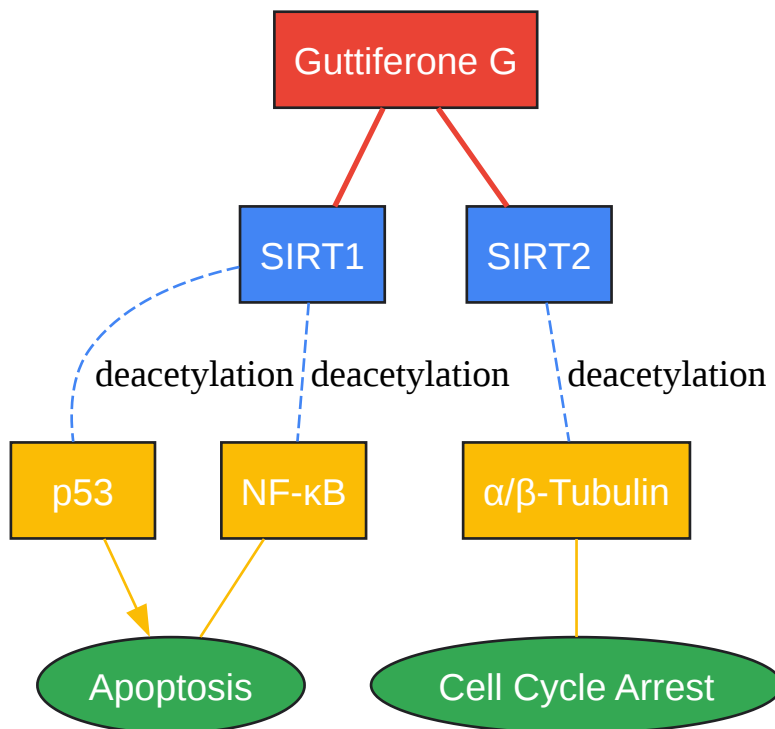 Guttiferone G
SIRT1
SIRT2
deacetylation
deacetylation
deacetylation
p53
NF-κB
α/β-Tubulin
Apoptosis
Cell Cycle Arrest